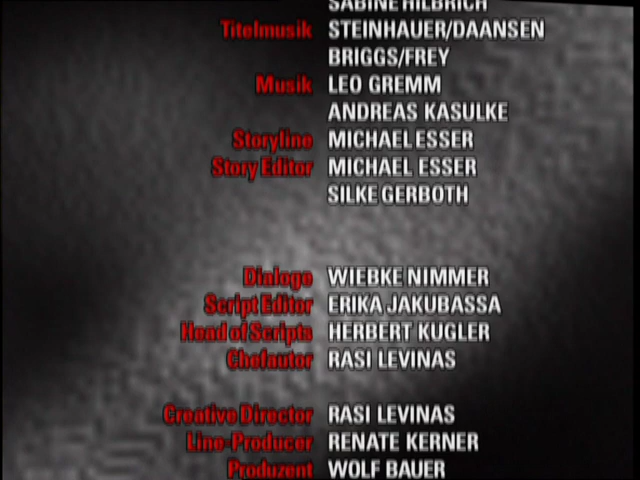 SABINE HILBRICH
Titelmusik STEINHAUER/DAANSEN
BRIGGS/FREY
Musik LEO GREMM
ANDREAS KASULKE
Storyline MICHAEL ESSER
Story Editor MICHAEL ESSER
SILKE GERBOTH
Dialoge WIEBKE NIMMER
Script Editor ERIKA JAKUBASSA
Head of Scripts HERBERT KUGLER
Chefautor RASI LEVINAS
Creative Director RASI LEVINAS
Line-Producer RENATE KERNER
Produzent WOLF BAUER